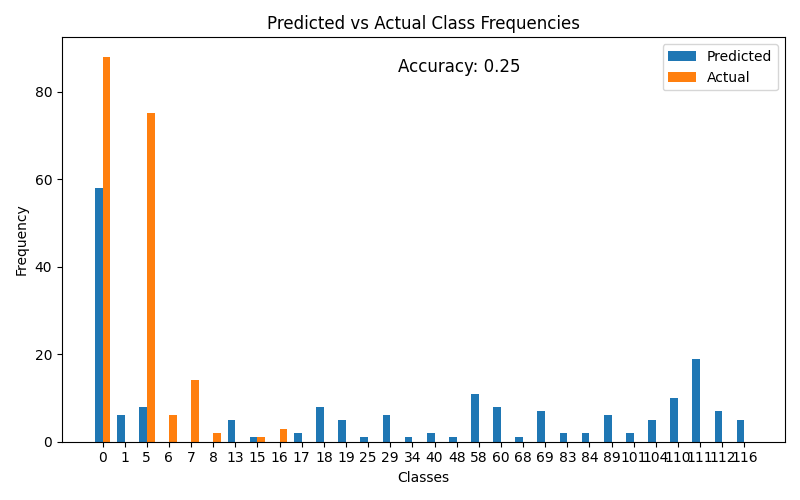 Predicted vs Actual Class Frequencies
Accuracy: 0.25
Predicted
Actual
Frequency
80
60
40
20
0
0 1 5 6 7 8 13 15 16 17 18 19 25 29 34 40 48 58 60 68 69 83 84 89 101 104 110 111 112 116
Classes